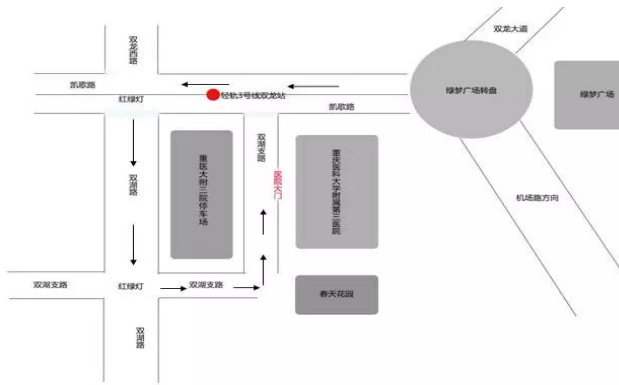 双龙大道
双龙西路
凯歌路
轻轨3号线双龙站
绿梦广场转盘
绿梦广场
红绿灯
凯歌路
双湖支路
重医大附三院停车场
重庆医科大学附属第三医院
医院大门
双湖路
机场路方向
双湖支路
红绿灯
双湖支路
春天花园
双湖路